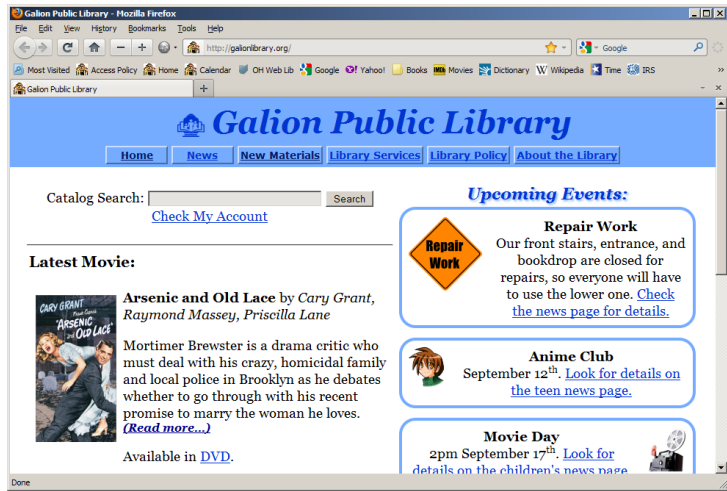 Galion Public Library - Mozilla Firefox
File Edit View History Bookmarks Tools Help
http://galionlibrary.org/
Google
Most Visited Access Policy Home Calendar OH Web Lib Google Yahoo! Books Movies Dictionary Wikipedia Time IRS
Galion Public Library
Galion Public Library
Home News New Materials Library Services Library Policy About the Library
Catalog Search: Search
Check My Account
Latest Movie:
CARY GRANT
ARSENIC
AND OLD LACE
Arsenic and Old Lace by Cary Grant,
Raymond Massey, Priscilla Lane
Mortimer Brewster is a drama critic who
must deal with his crazy, homicidal family
and local police in Brooklyn as he debates
whether to go through with his recent
promise to marry the woman he loves.
(Read more...)
Available in DVD.
Upcoming Events:
Repair
Work
Repair Work
Our front stairs, entrance, and
bookdrop are closed for
repairs, so everyone will have
to use the lower one. Check
the news page for details.
Anime Club
September 12th. Look for details on
the teen news page.
Movie Day
2pm September 17th. Look for
details on the children's news page
Done